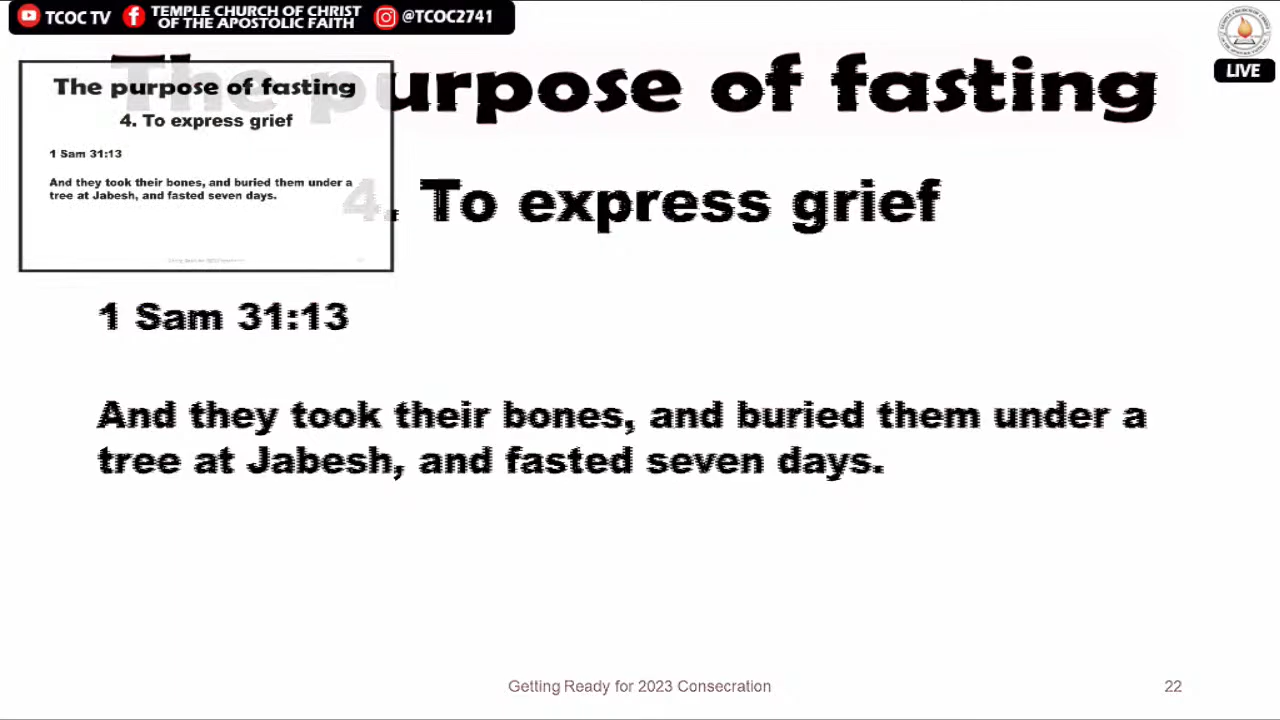 TCOC TV
TEMPLE CHURCH OF CHRIST
OF THE APOSTOLIC FAITH
@TCOC2741
LIVE
The purpose of fasting
4. To express grief
1 Sam 31:13
And they took their bones, and buried them under a
tree at Jabesh, and fasted seven days.
The purpose of fasting
4. To express grief
1 Sam 31:13
And they took their bones, and buried them under a
tree at Jabesh, and fasted seven days.
Getting Ready for 2023 Consecration
22